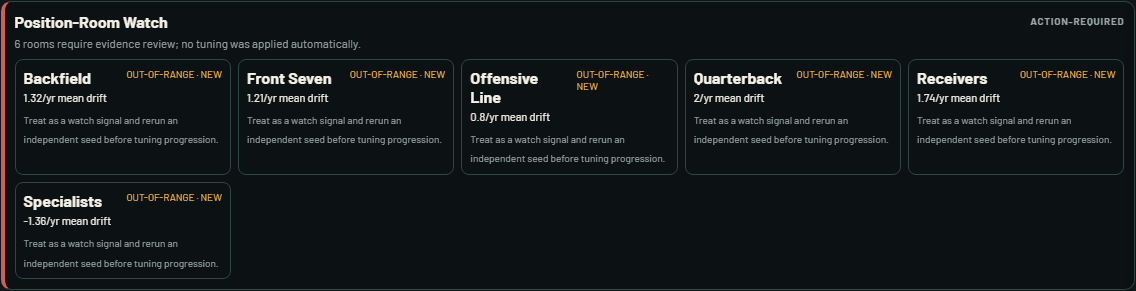 Position-Room Watch
ACTION-REQUIRED
6 rooms require evidence review; no tuning was applied automatically.
Backfield
OUT-OF-RANGE · NEW
1.32/yr mean drift
Treat as a watch signal and rerun an
independent seed before tuning progression.
Front Seven
OUT-OF-RANGE · NEW
1.21/yr mean drift
Treat as a watch signal and rerun an
independent seed before tuning progression.
Offensive
Line
OUT-OF-RANGE ·
NEW
0.8/yr mean drift
Treat as a watch signal and rerun an
independent seed before tuning progression.
Quarterback
OUT-OF-RANGE · NEW
2/yr mean drift
Treat as a watch signal and rerun an
independent seed before tuning progression.
Receivers
OUT-OF-RANGE · NEW
1.74/yr mean drift
Treat as a watch signal and rerun an
independent seed before tuning progression.
Specialists
OUT-OF-RANGE · NEW
-1.36/yr mean drift
Treat as a watch signal and rerun an
independent seed before tuning progression.